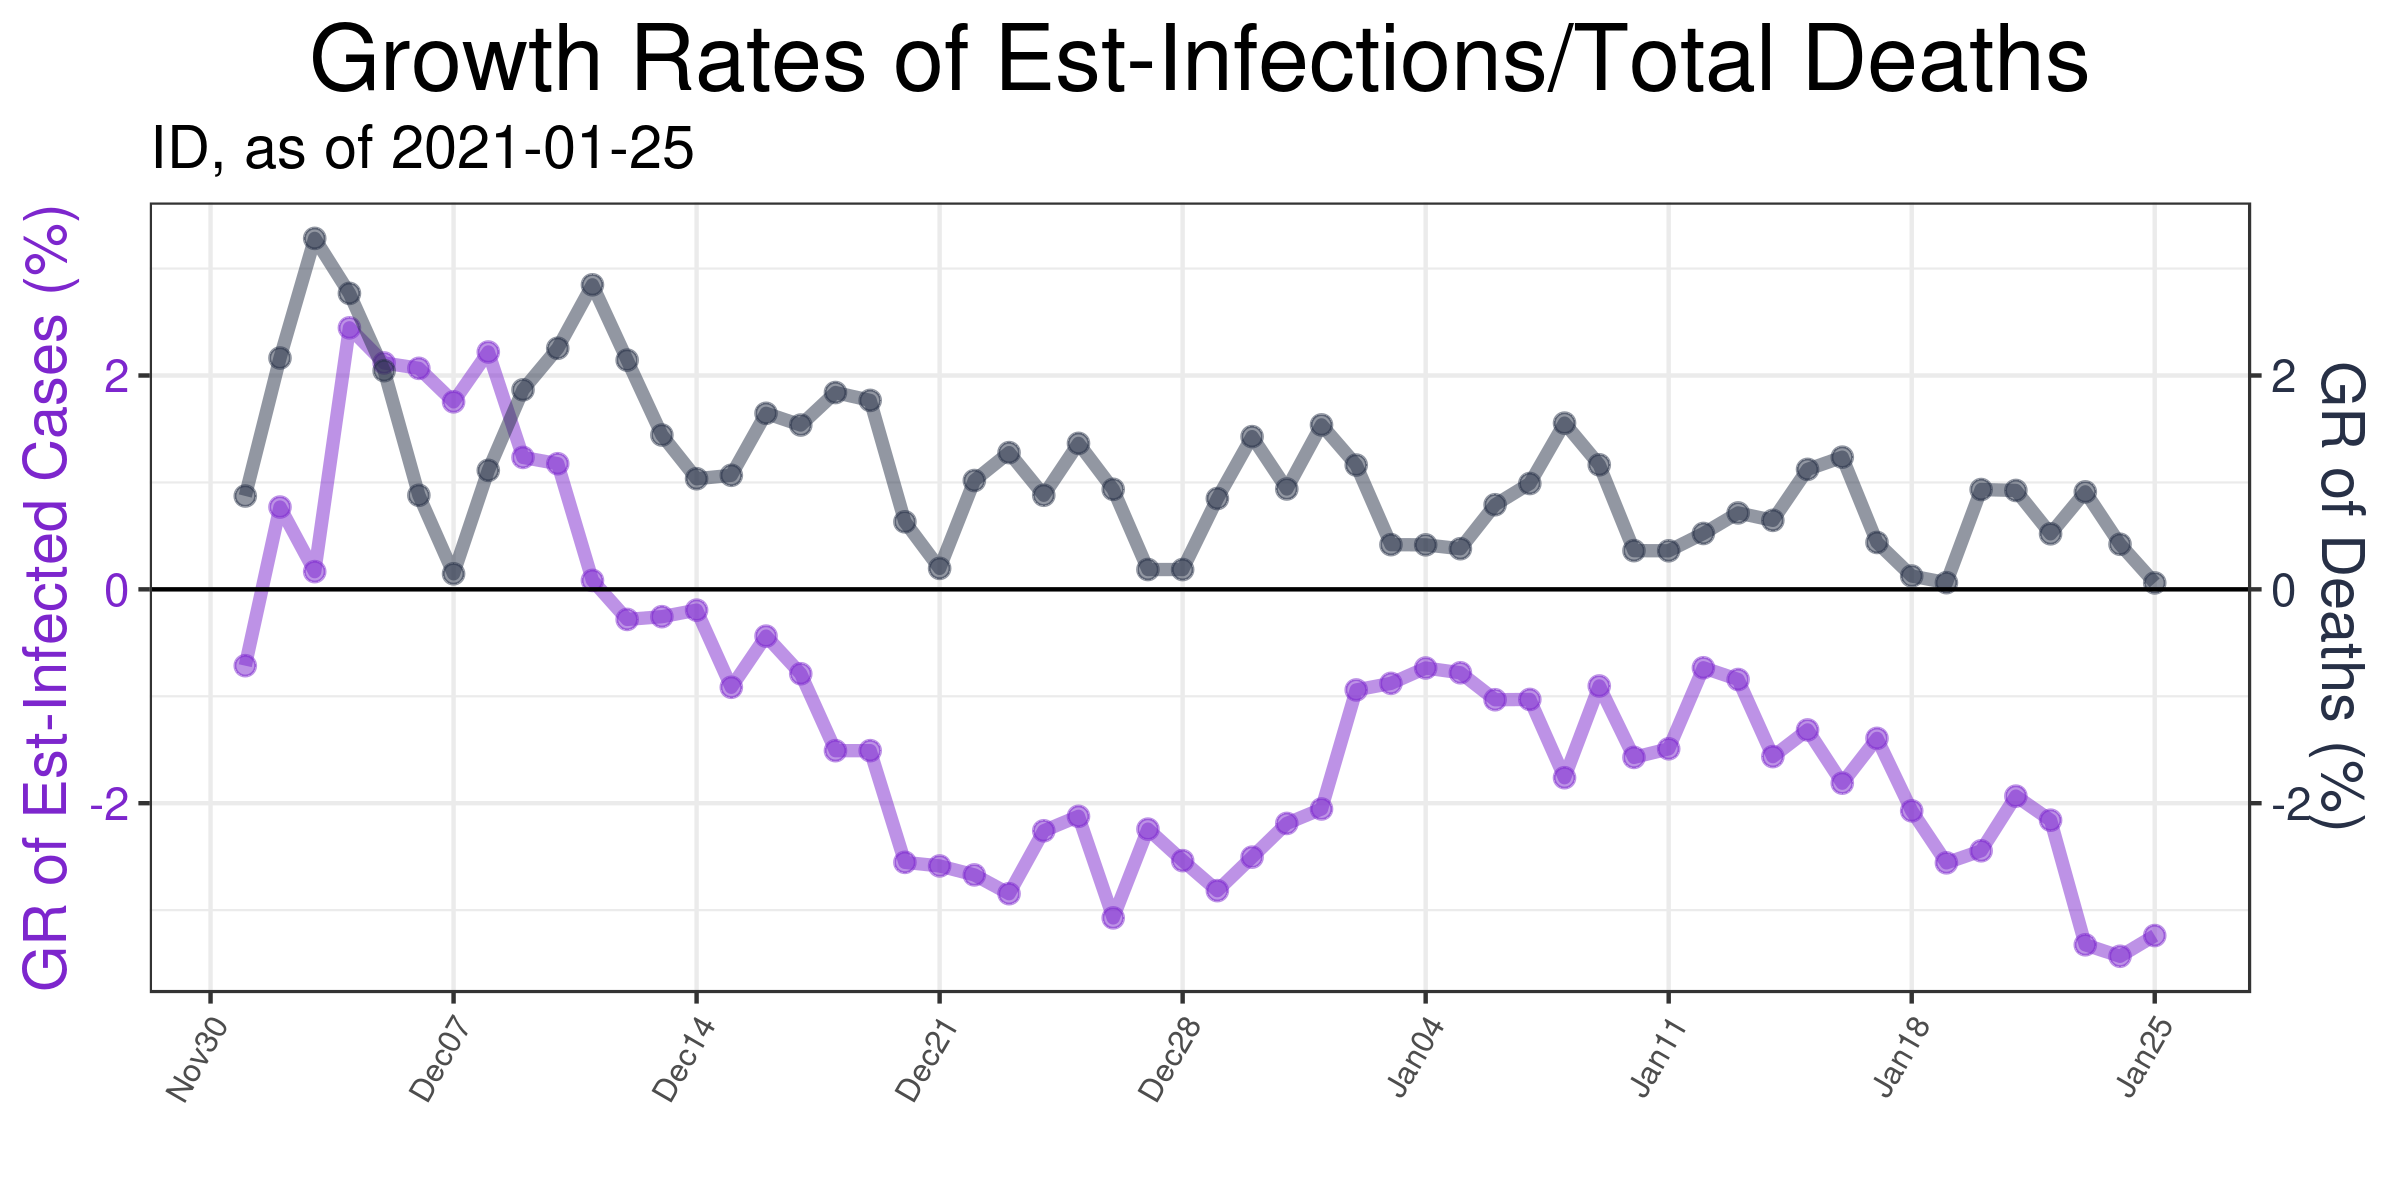 Growth Rates of Est-Infections/Total Deaths
ID, as of 2021-01-25
GR of Est-Infected Cases (%)
2
0
-2
2
0
-2
GR of Deaths (%)
Nov30
Dec07
Dec14
Dec21
Dec28
Jan04
Jan11
Jan18
Jan25